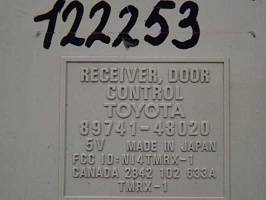 122253
RECEIVER, DOOR
CONTROL
TOYOTA
89741-48020
5V MADE IN JAPAN
FCC ID: NI4TMRX-1
CANADA 2842 102 633A
TMRX-1